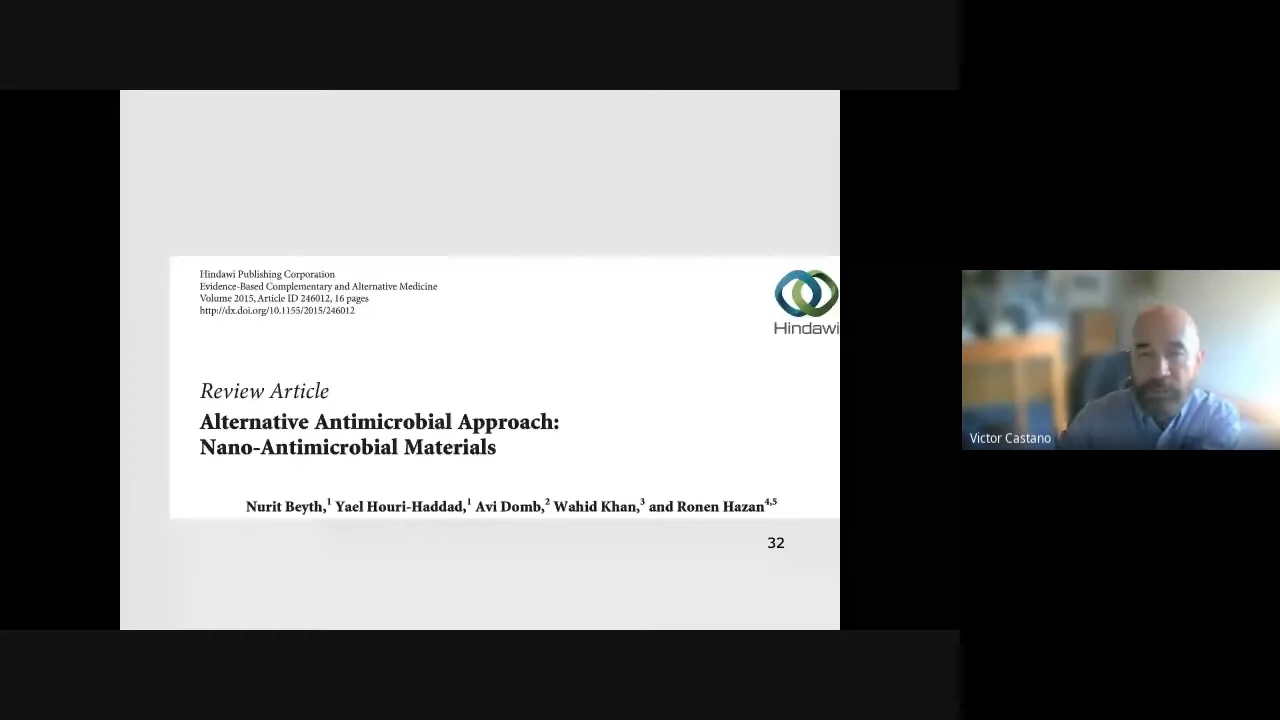 Hindawi Publishing Corporation
Evidence-Based Complementary and Alternative Medicine
Volume 2015, Article ID 246012, 16 pages
http://dx.doi.org/10.1155/2015/246012
Hindawi
Review Article
Alternative Antimicrobial Approach:
Nano-Antimicrobial Materials
Nurit Beyth,1 Yael Houri-Haddad,1 Avi Domb,2 Wahid Khan,3 and Ronen Hazan4,5
32
Victor Castano